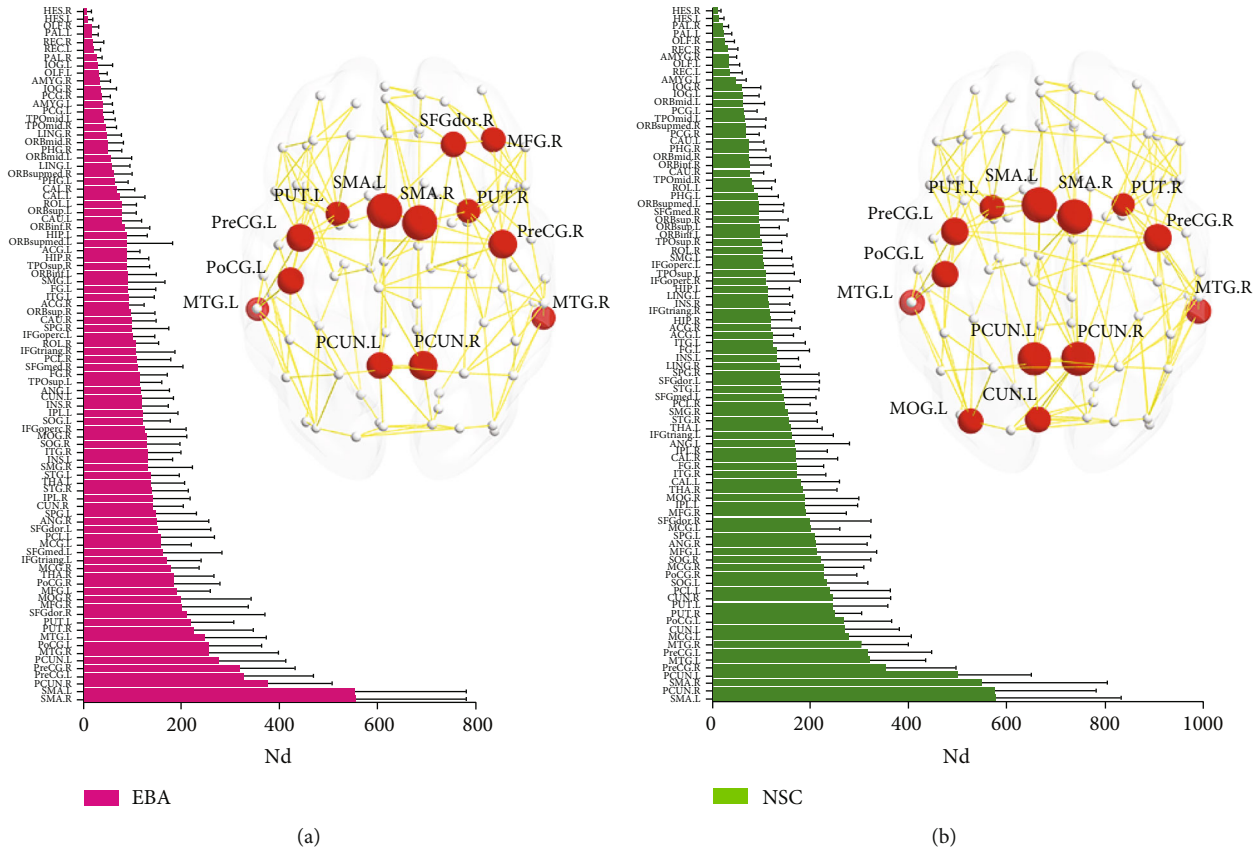 HES.R
HES.L
OLF.R
PAL.L
REC.R
REC.L
PAL.R
IOG.L
OLF.L
AMYG.R
IOG.R
PCG.R
AMYG.L
PCG.L
TPOmid.L
TPOmid.R
LING.R
ORBmid.R
PHG.R
ORBmid.L
LING.L
ORBsupmed.R
PHG.L
CAL.R
CAL.L
ROL.L
ORBsup.L
CAU.L
ORBinf.R
HIP.L
ORBsupmed.L
ACG.L
HIP.R
TPOsup.R
ORBinf.L
SMG.L
FG.L
ITG.L
ACG.R
ORBsup.R
CAU.R
SPG.R
IFGoperc.L
ROL.R
IFGtriang.R
PCL.R
SFGmed.R
FG.R
TPOsup.L
ANG.L
CUN.L
INS.R
IPL.L
SOG.L
IFGoperc.R
MOG.R
SOG.R
ITG.R
INS.L
SMG.R
STG.L
THA.L
STG.R
IPL.R
CUN.R
SPG.L
ANG.R
SFGdor.L
PCL.L
MCG.L
SFGmed.L
IFGtriang.L
MCG.R
THA.R
PoCG.R
MFG.L
MOG.R
MFG.R
SFGdor.R
PUT.L
PUT.R
MTG.L
PoCG.L
MTG.R
PCUN.L
PreCG.R
PreCG.L
PCUN.R
SMA.L
SMA.R
0 200 400 600 800
Nd
EBA
(a)
SFGdor.R
MFG.R
SMA.L
PUT.L
SMA.R
PUT.R
PreCG.L
PreCG.R
PoCG.L
MTG.L
MTG.R
PCUN.L
PCUN.R
HES.R
HES.L
PAL.R
PAL.L
OLF.R
REC.R
AMYG.R
OLF.L
REC.L
AMYG.L
IOG.R
IOG.L
ORBmid.L
PCG.L
TPOmid.L
ORBsupmed.R
PCG.R
CAU.L
PHG.R
ORBmid.R
ORBinf.R
CAU.R
TPOmid.R
ROL.L
PHG.L
ORBsupmed.L
SFGmed.R
ORBsup.R
ORBsup.L
ORBinf.L
TPOsup.R
ROL.R
SMG.L
IFGoperc.L
TPOsup.L
IFGoperc.R
HIP.L
LING.L
INS.R
IFGtriang.R
HIP.R
ACG.R
ACG.L
ITG.L
FG.L
INS.L
LING.R
SPG.R
SFGdor.L
STG.L
SFGmed.L
PCL.R
SMG.R
STG.R
THA.L
IFGtriang.L
ANG.L
IPL.R
CAL.R
FG.R
ITG.R
CAL.L
THA.R
MOG.R
IPL.L
MFG.R
SFGdor.R
MCG.L
SPG.L
ANG.R
MFG.L
SOG.R
MCG.R
PoCG.R
SOG.L
PCL.L
CUN.R
PUT.L
PUT.R
PoCG.L
CUN.L
MCG.L
MTG.R
PreCG.L
MTG.L
PreCG.R
PCUN.L
SMA.R
PCUN.R
SMA.L
0 200 400 600 800 1000
Nd
NSC
(b)
SMA.L
PUT.L
SMA.R
PUT.R
PreCG.L
PreCG.R
PoCG.L
MTG.L
MTG.R
PCUN.L
PCUN.R
CUN.L
MOG.L